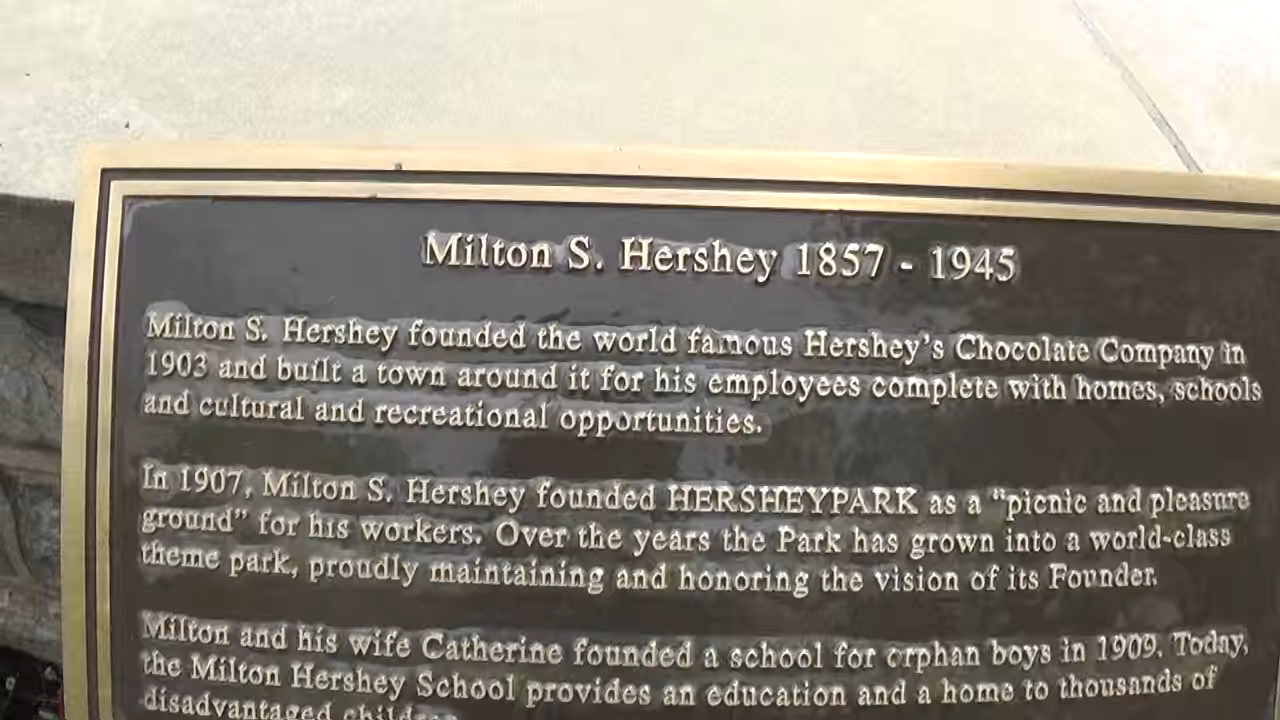 Milton S. Hershey 1857 - 1945
Milton S. Hershey founded the world famous Hershey's Chocolate Company in
1903 and built a town around it for his employees complete with homes, schools
and cultural and recreational opportunities.
In 1907, Milton S. Hershey founded HERSHEYPARK as a "picnic and pleasure
ground" for his workers. Over the years the Park has grown into a world-class
theme park, proudly maintaining and honoring the vision of its Founder.
Milton and his wife Catherine founded a school for orphan boys in 1909. Today,
the Milton Hershey School provides an education and a home to thousands of
disadvantaged